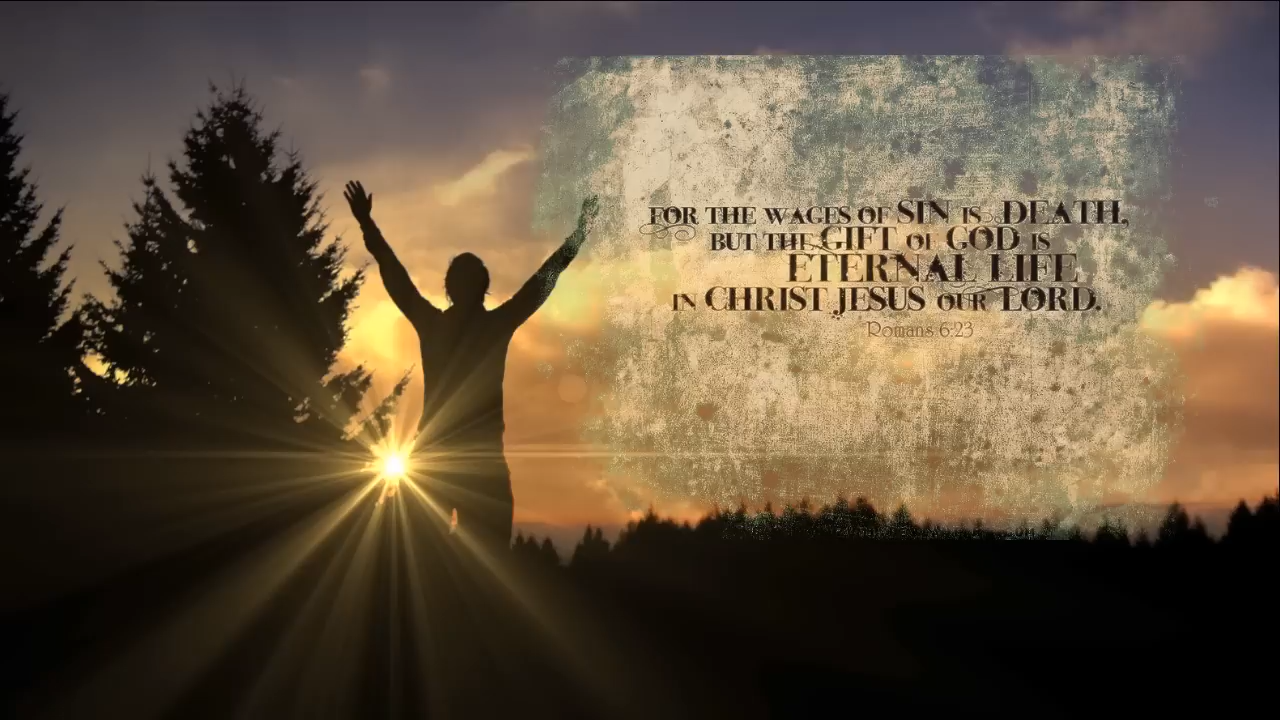 FOR THE WAGES OF SIN IS DEATH,
BUT THE GIFT OF GOD IS
ETERNAL LIFE
IN CHRIST JESUS OUR LORD.
Romans 6:23